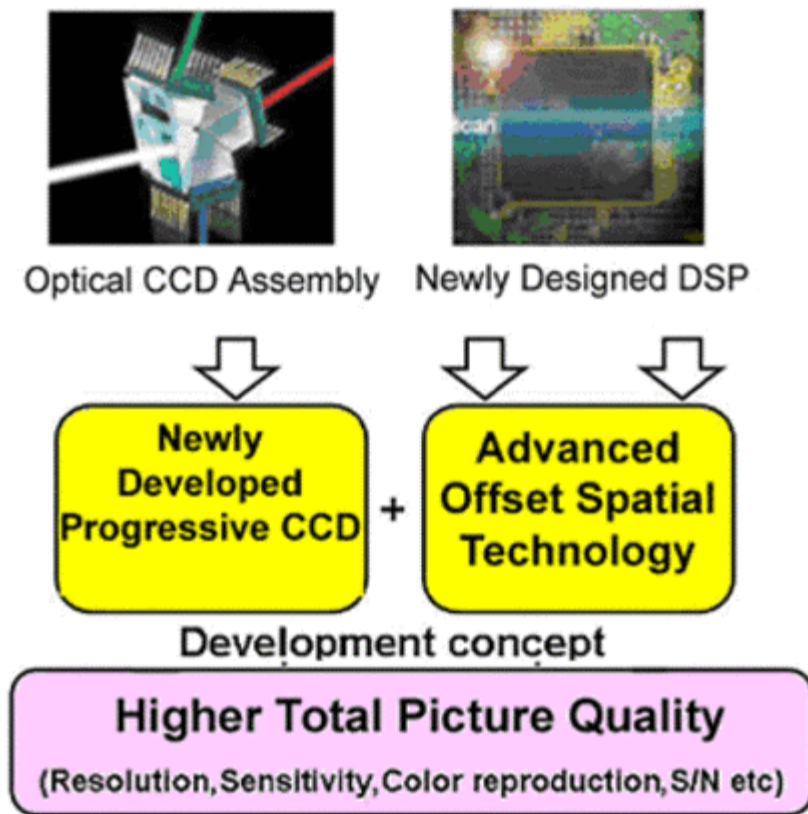 can
Optical CCD Assembly
Newly Designed DSP
Newly
Developed
Progressive CCD
+
Advanced
Offset Spatial
Technology
Development concept
Higher Total Picture Quality
(Resolution,Sensitivity,Color reproduction,S/N etc)